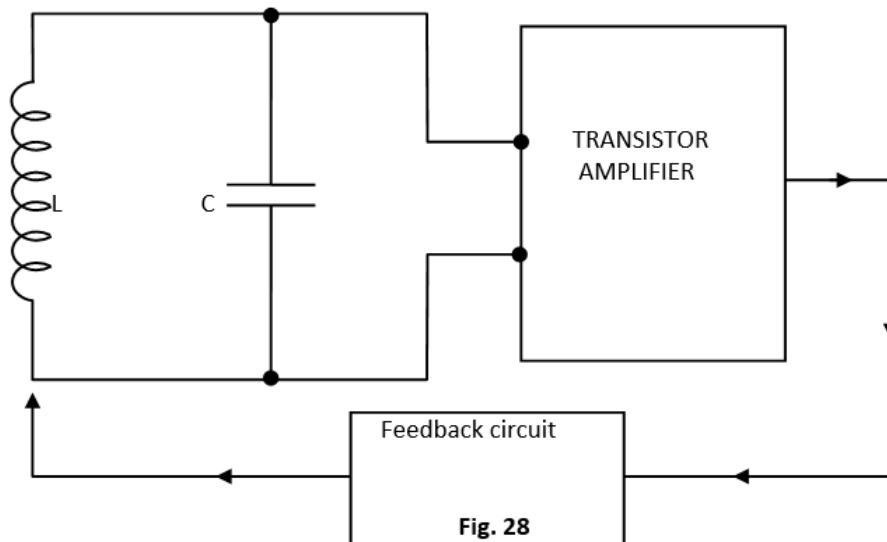 TRANSISTOR
AMPLIFIER
L
C
Feedback circuit
Fig. 28